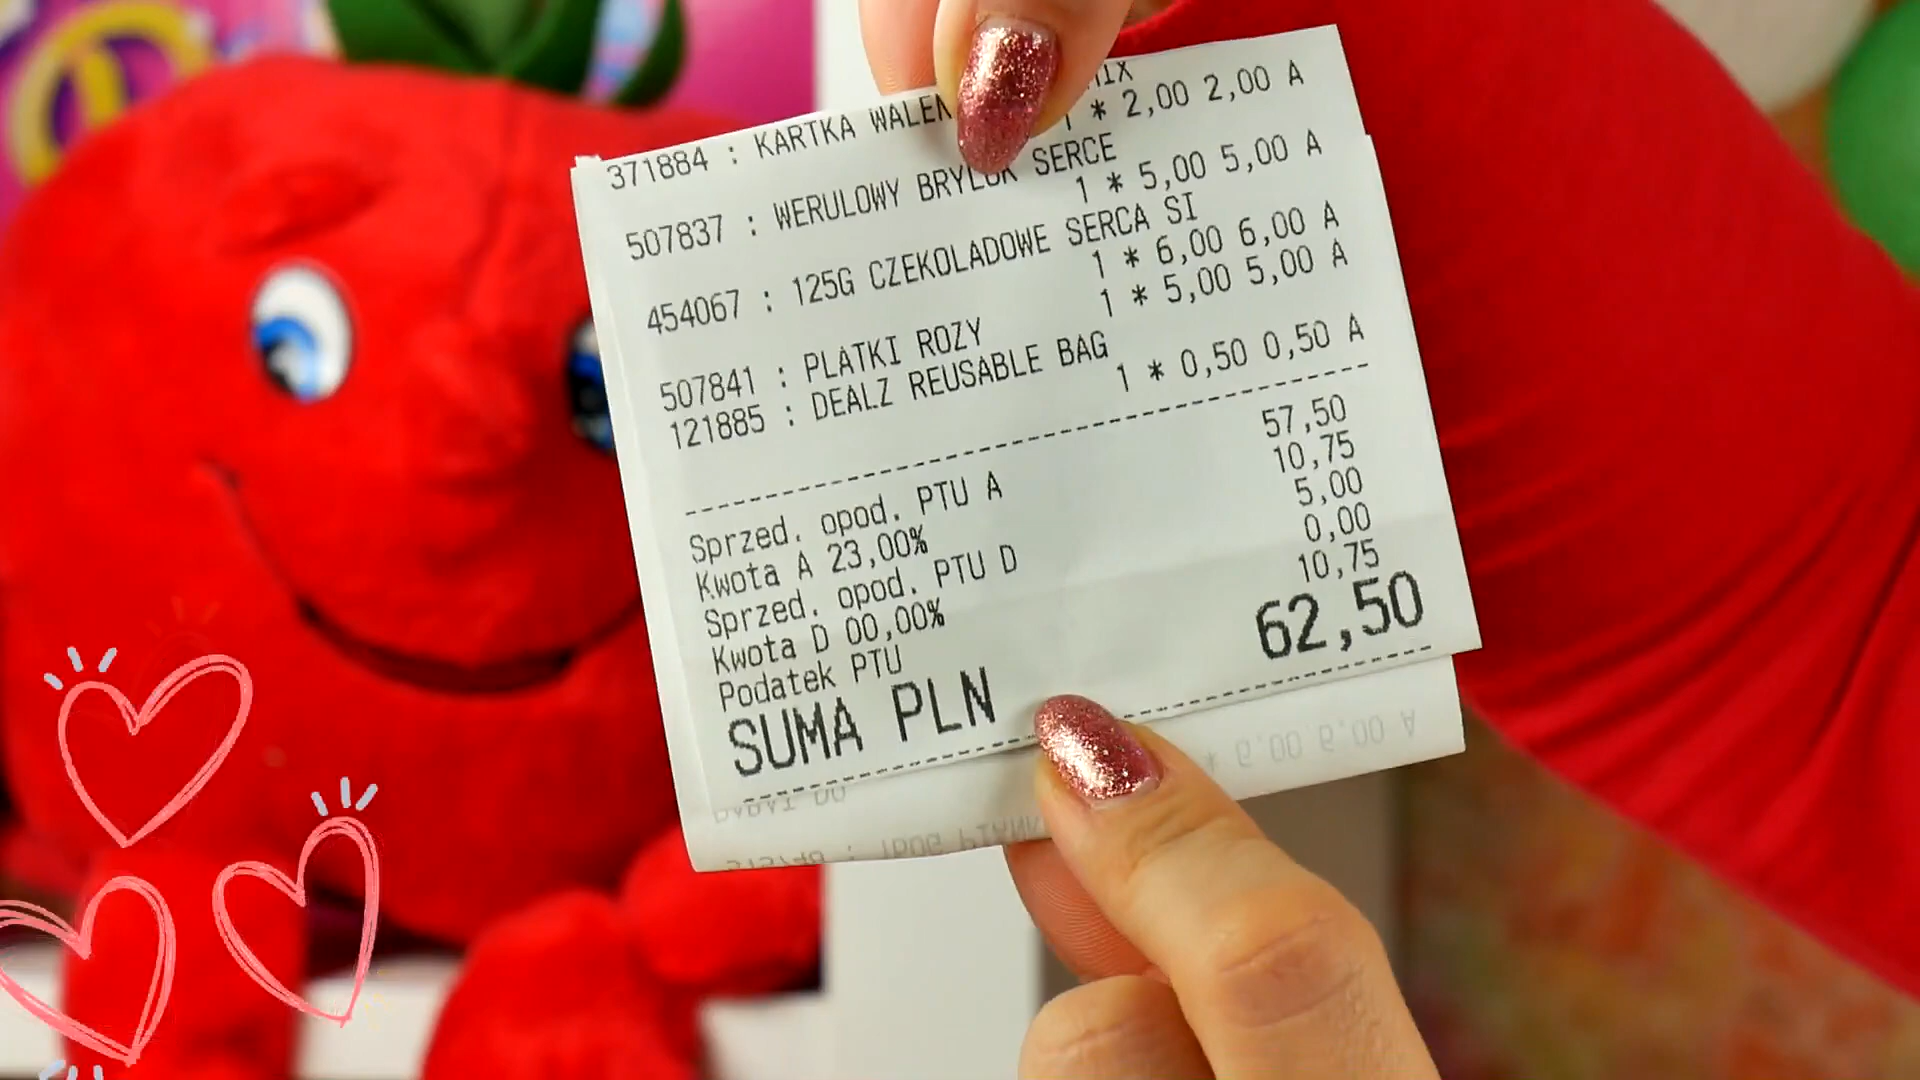 371884 : KARTKA WALEN MIX
1 * 2,00 2,00 A
507837 : WERULOWY BRYLOK SERCE
1 * 5,00 5,00 A
454067 : 125G CZEKOLADOWE SERCA SI
1 * 6,00 6,00 A
507841 : PLATKI ROZY
1 * 5,00 5,00 A
121885 : DEALZ REUSABLE BAG
1 * 0,50 0,50 A
Sprzed. opod. PTU A 57,50
Kwota A 23,00% 10,75
Sprzed. opod. PTU D 5,00
Kwota D 00,00% 0,00
Podatek PTU 10,75
SUMA PLN 62,50